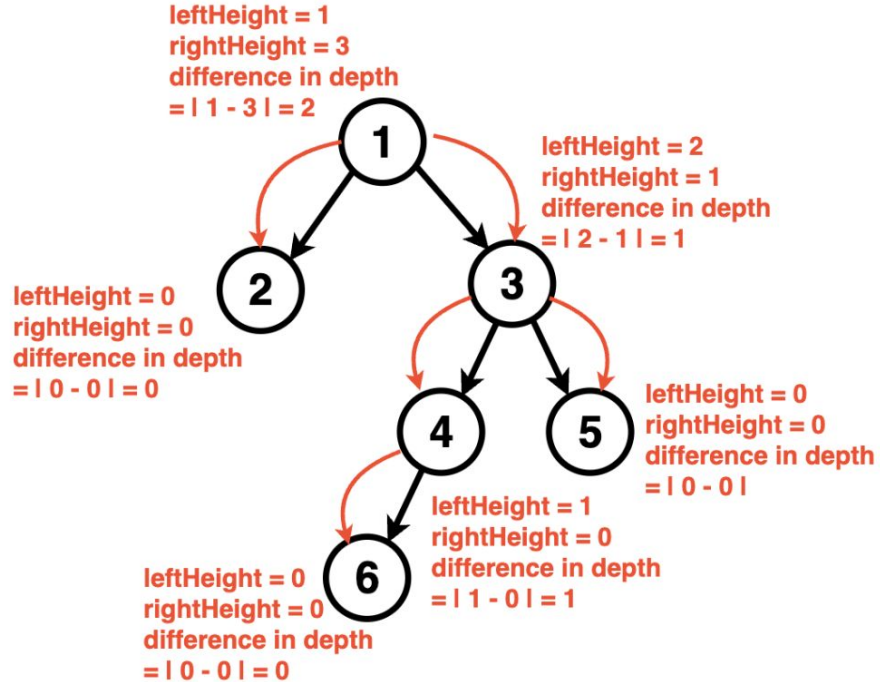 leftHeight = 1
rightHeight = 3
difference in depth
= | 1 - 3 | = 2
1
leftHeight = 2
rightHeight = 1
difference in depth
= | 2 - 1 | = 1
2
3
leftHeight = 0
rightHeight = 0
difference in depth
= | 0 - 0 | = 0
4
5
leftHeight = 0
rightHeight = 0
difference in depth
= | 0 - 0 |
leftHeight = 1
rightHeight = 0
difference in depth
= | 1 - 0 | = 1
6
leftHeight = 0
rightHeight = 0
difference in depth
= | 0 - 0 | = 0